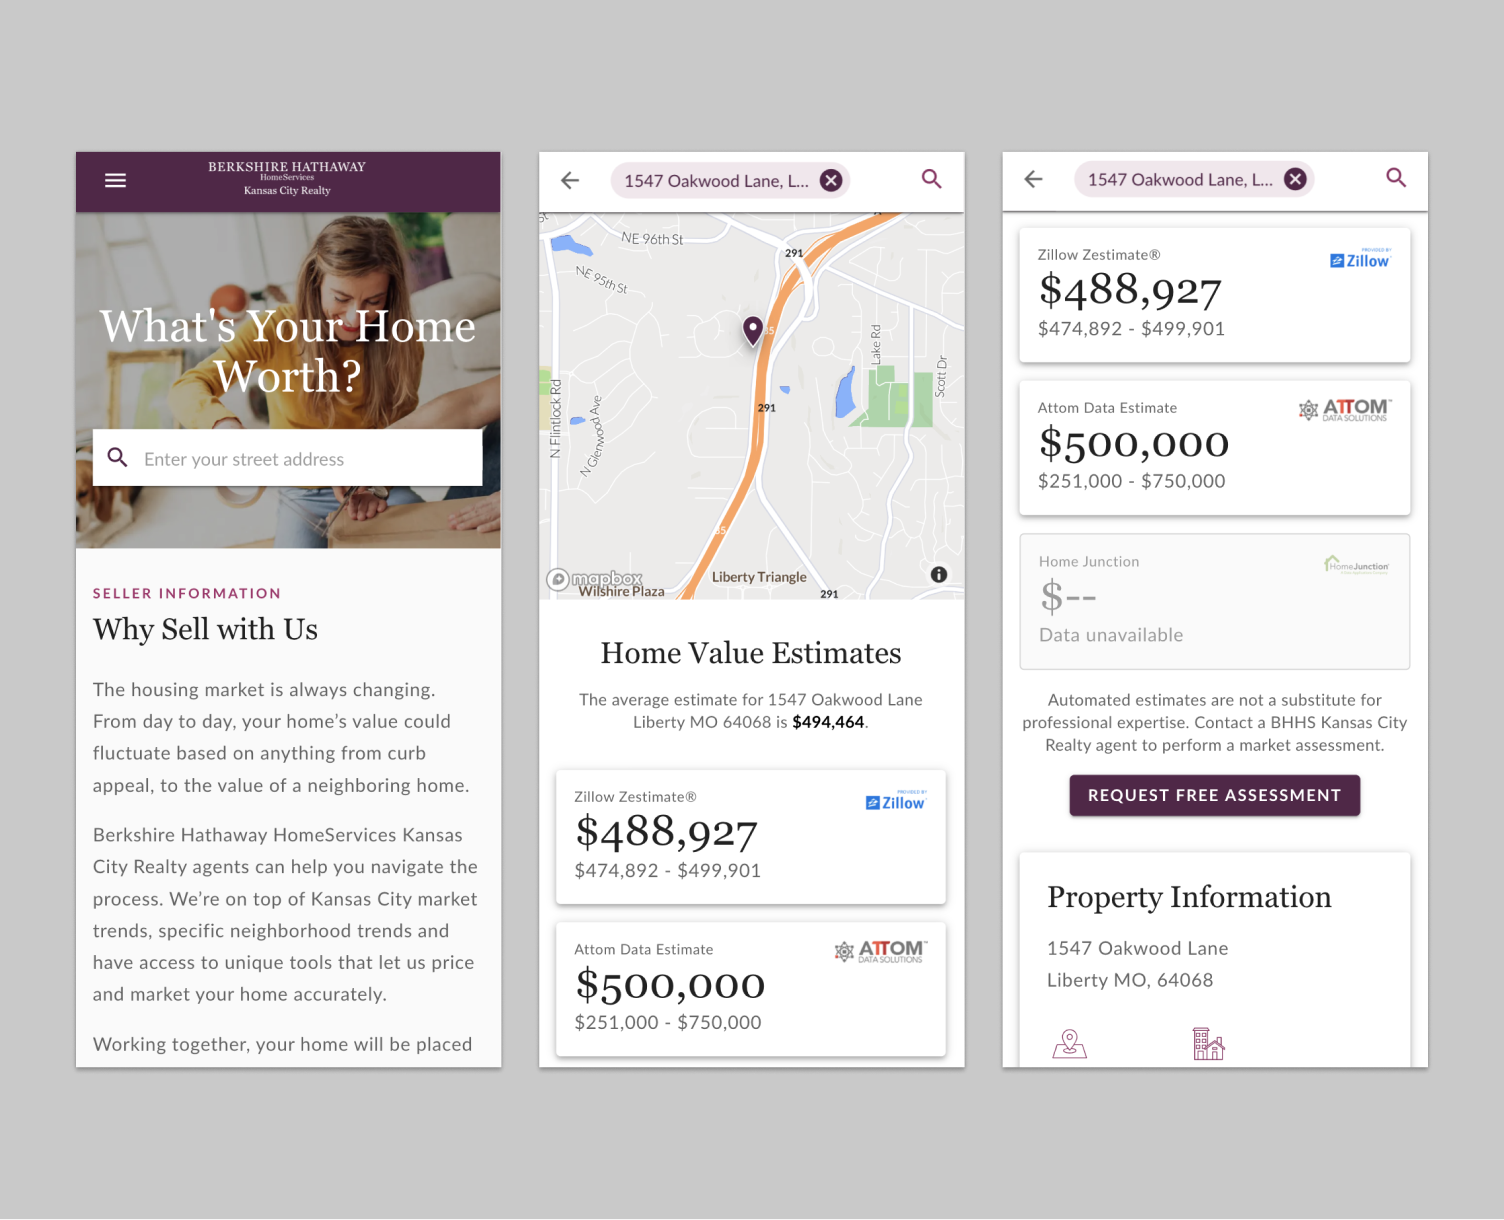 BERKSHIRE HATHAWAY
HomeServices
Kansas City Realty
What's Your Home
Worth?
Enter your street address
SELLER INFORMATION
Why Sell with Us
The housing market is always changing.
From day to day, your home's value could
fluctuate based on anything from curb
appeal, to the value of a neighboring home.
Berkshire Hathaway HomeServices Kansas
City Realty agents can help you navigate the
process. We're on top of Kansas City market
trends, specific neighborhood trends and
have access to unique tools that let us price
and market your home accurately.
Working together, your home will be placed
1547 Oakwood Lane, L...
St
NE 96th St
291
NE 95th St
35
Lake Rd
Scott Dr
N Flintlock Rd
N Glenwood Ave
291
35
mapbox
Liberty Triangle
Wilshire Plaza
291
Home Value Estimates
The average estimate for 1547 Oakwood Lane
Liberty MO 64068 is $494,464.
Zillow Zestimate®
PROVIDED BY
Zillow
$488,927
$474,892 - $499,901
Attom Data Estimate
ATTOM™
DATA SOLUTIONS
$500,000
$251,000 - $750,000
1547 Oakwood Lane, L...
Zillow Zestimate®
PROVIDED BY
Zillow
$488,927
$474,892 - $499,901
Attom Data Estimate
ATTOM™
DATA SOLUTIONS
$500,000
$251,000 - $750,000
Home Junction
HomeJunction
$--
Data unavailable
Automated estimates are not a substitute for
professional expertise. Contact a BHHS Kansas City
Realty agent to perform a market assessment.
REQUEST FREE ASSESSMENT
Property Information
1547 Oakwood Lane
Liberty MO, 64068